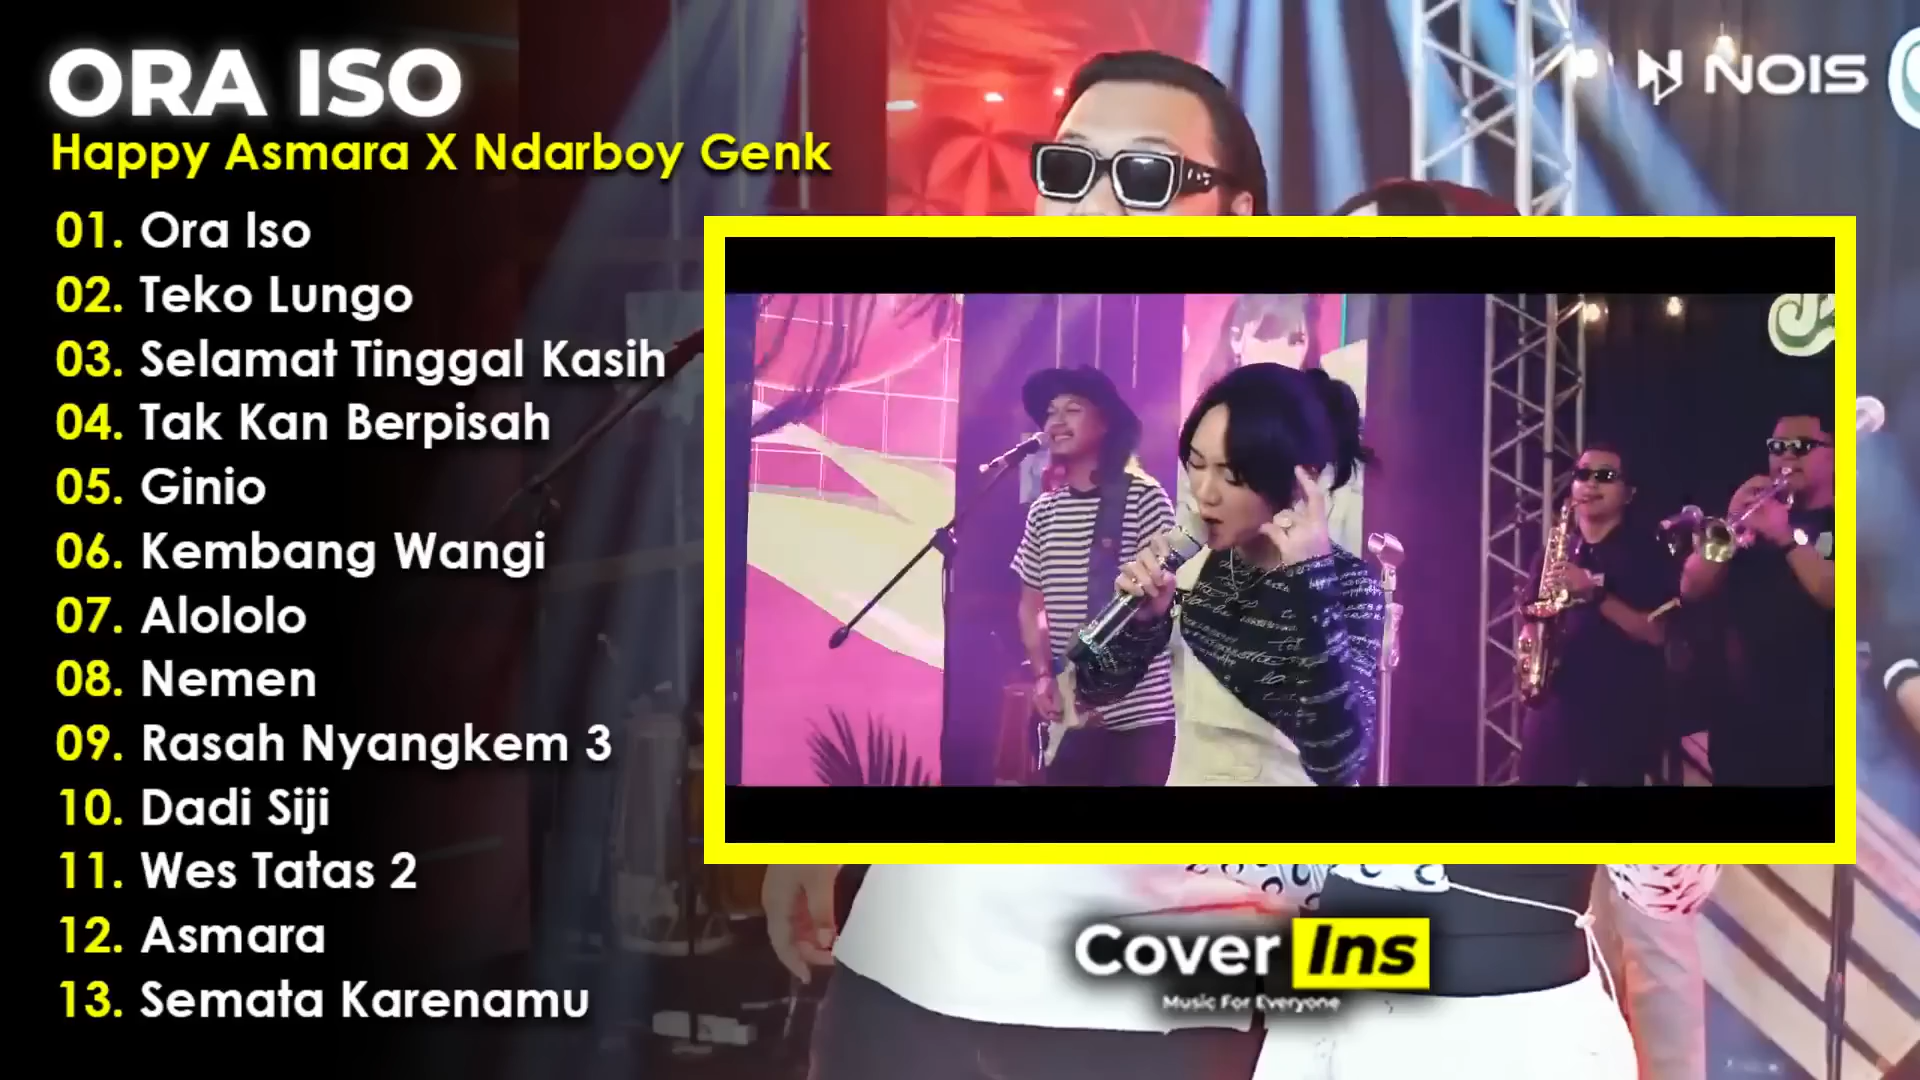 ORA ISO
Happy Asmara X Ndarboy Genk
01. Ora Iso
02. Teko Lungo
03. Selamat Tinggal Kasih
04. Tak Kan Berpisah
05. Ginio
06. Kembang Wangi
07. Alololo
08. Nemen
09. Rasah Nyangkem 3
10. Dadi Siji
11. Wes Tatas 2
12. Asmara
13. Semata Karenamu
NOIS
Cover Ins
Music For Everyone